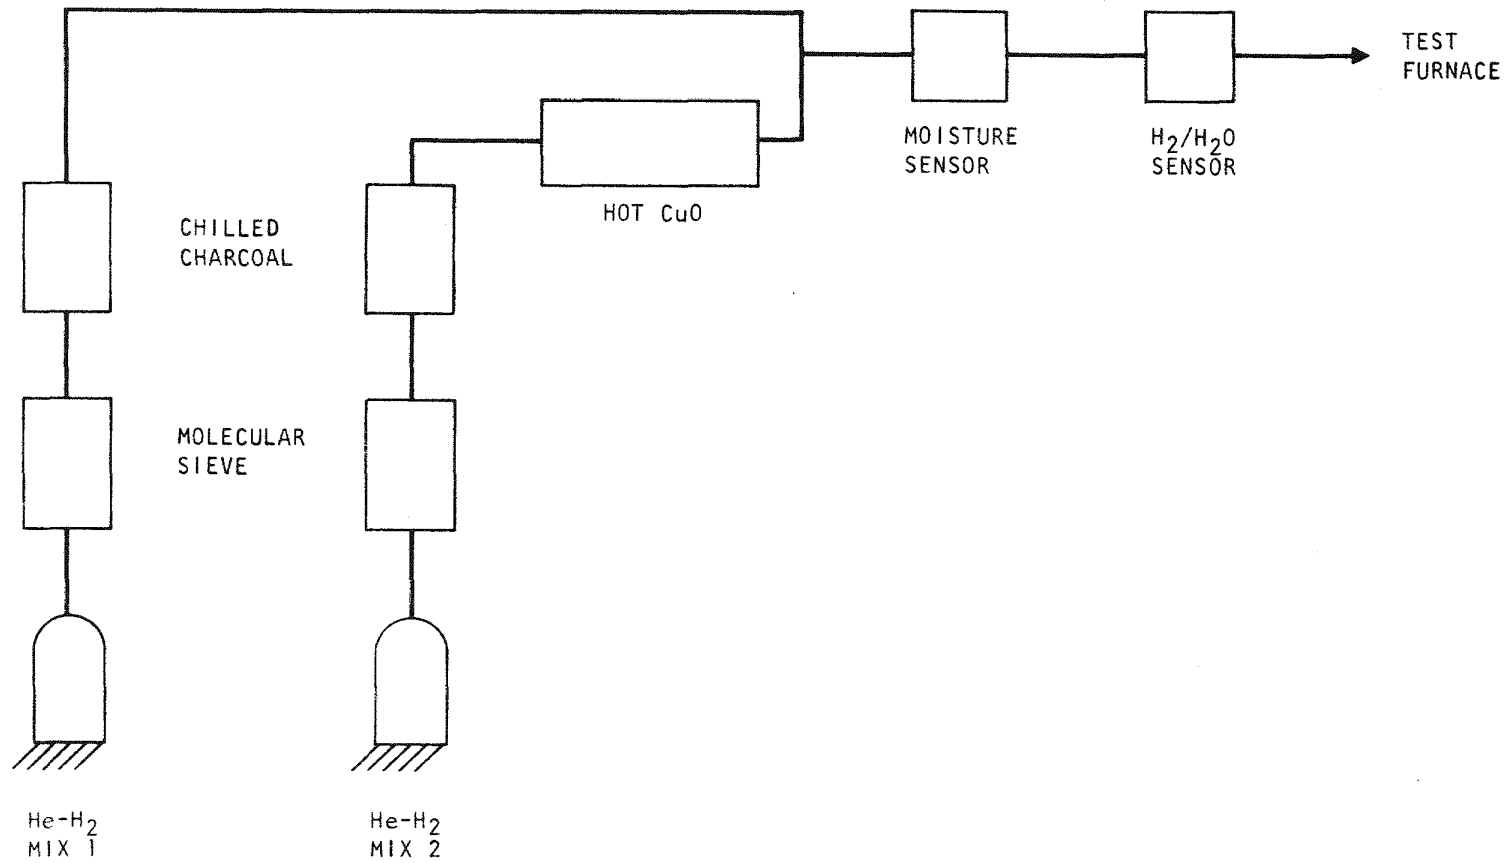 TEST
FURNACE
MOISTURE
SENSOR
H2/H2O
SENSOR
HOT CuO
CHILLED
CHARCOAL
MOLECULAR
SIEVE
He-H2
MIX 1
He-H2
MIX 2